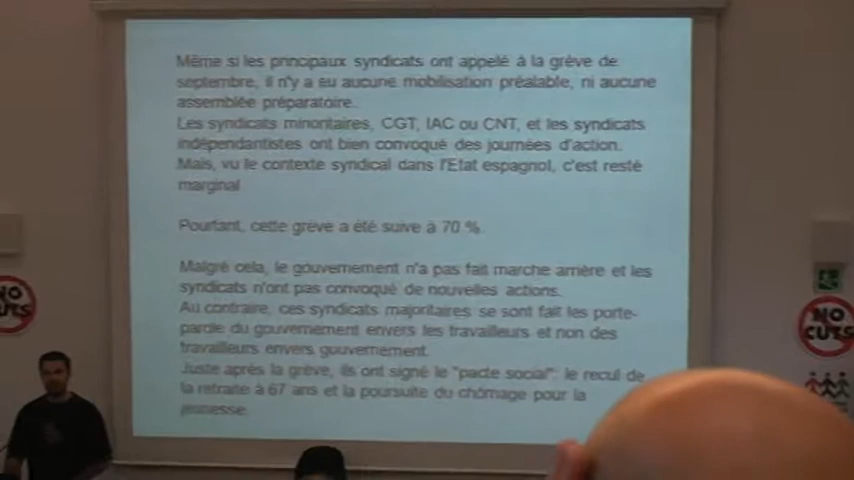 Même si les principaux syndicats ont appelé à la grève de
septembre, il n'y a eu aucune mobilisation préalable, ni aucune
assemblée préparatoire.
Les syndicats minoritaires, CGT, IAC ou CNT, et les syndicats
indépendantistes ont bien convoqué des journées d'action.
Mais, vu le contexte syndical dans l'Etat espagnol, c'est resté
marginal
Pourtant, cette grève a été suivie à 70 %.
Malgré cela, le gouvernement n'a pas fait marche arrière et les
syndicats n'ont pas convoqué de nouvelles actions.
Au contraire, ces syndicats majoritaires se sont fait les porte-
parole du gouvernement envers les travailleurs et non des
travailleurs envers gouvernement.
Juste après la grève, ils ont signé le "pacte social": le recul de
la retraite à 67 ans et la poursuite du chômage pour la
jeunesse.
NO
CUTS
NO
CUTS